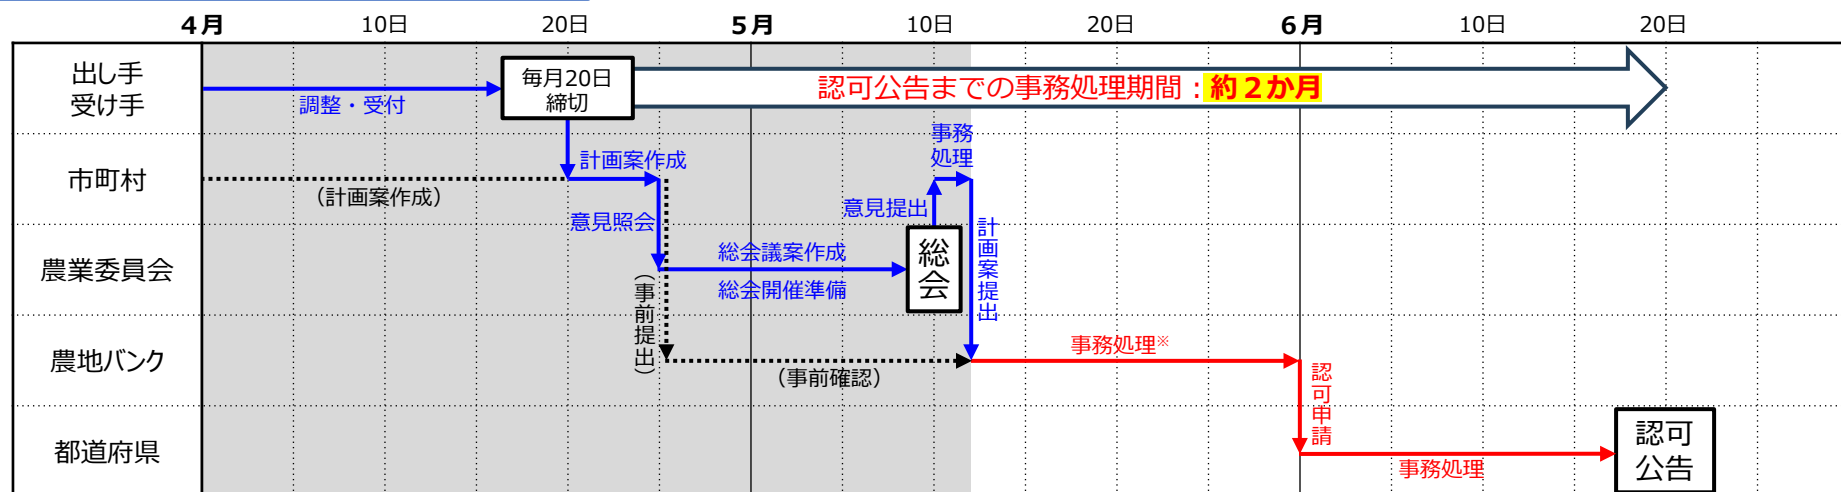 ４月
10日
20日
５月
10日
20日
６月
10日
20日
出し手
受け手
調整・受付
毎月20日
締切
認可公告までの事務処理期間：約２か月
市町村
（計画案作成）
計画案作成
意見照会
事務
処理
意見提出
農業委員会
（事前提出）
総会議案作成
総会開催準備
総会
計画案提出
農地バンク
（事前確認）
事務処理※
認可申請
都道府県
事務処理
認可
公告